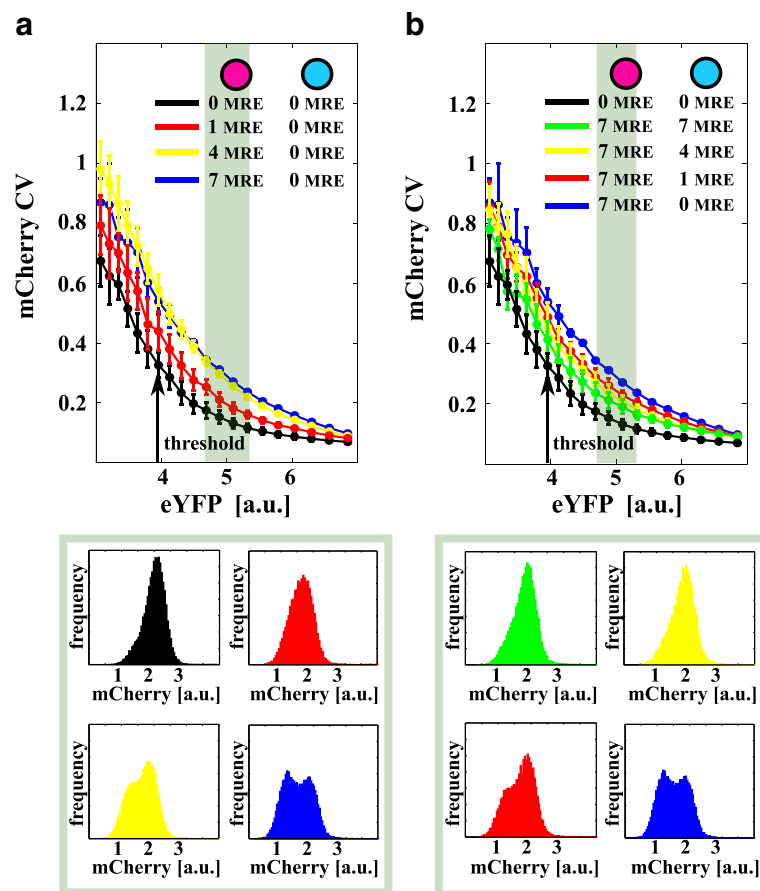 a
mCherry CV
1.2
1
0.8
0.6
0.4
0.2
0 MRE 0 MRE
1 MRE 0 MRE
4 MRE 0 MRE
7 MRE 0 MRE
threshold
4 5 6
eYFP [a.u.]
b
mCherry CV
1.2
1
0.8
0.6
0.4
0.2
0 MRE 0 MRE
7 MRE 7 MRE
7 MRE 4 MRE
7 MRE 1 MRE
7 MRE 0 MRE
threshold
4 5 6
eYFP [a.u.]
frequency
1 2 3
mCherry [a.u.]
frequency
1 2 3
mCherry [a.u.]
frequency
1 2 3
mCherry [a.u.]
frequency
1 2 3
mCherry [a.u.]
frequency
1 2 3
mCherry [a.u.]
frequency
1 2 3
mCherry [a.u.]
frequency
1 2 3
mCherry [a.u.]
frequency
1 2 3
mCherry [a.u.]